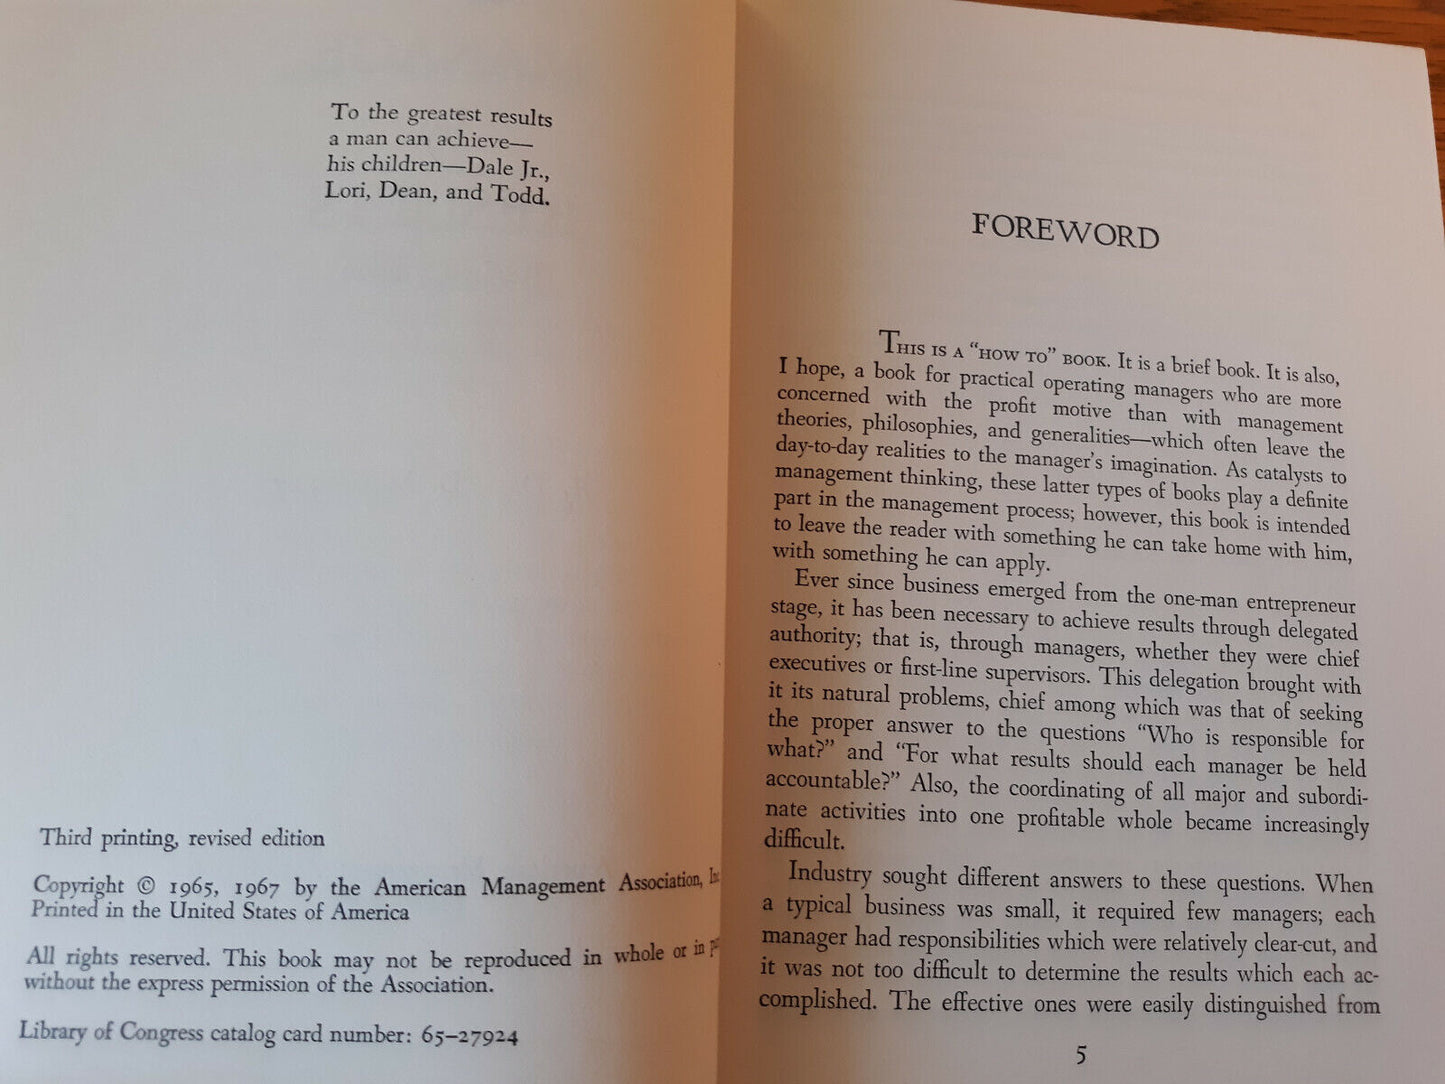 To the greatest results
a man can achieve—
his children—Dale Jr.,
Lori, Dean, and Todd.
Third printing, revised edition
Copyright © 1965, 1967 by the American Management Association,
Printed in the United States of America
All rights reserved. This book may not be reproduced in whole or in
without the express permission of the Association.
Library of Congress catalog card number: 65–27924
FOREWORD
This is a “how to” book. It is a brief book. It is also,
I hope, a book for practical operating managers who are more
concerned with the profit motive than with management
theories, philosophies, and generalities—which often leave the
day-to-day realities to the manager’s imagination. As catalysts to
management thinking, these latter types of books play a definite
part in the management process; however, this book is intended
to leave the reader with something he can take home with him,
with something he can apply.
Ever since business emerged from the one-man entrepreneur
stage, it has been necessary to achieve results through delegated
authority; that is, through managers, whether they were chief
executives or first-line supervisors. This delegation brought with
it its natural problems, chief among which was that of seeking
the proper answer to the questions “Who is responsible for
what?” and “For what results should each manager be held
accountable?” Also, the coordinating of all major and subordi-
nate activities into one profitable whole became increasingly
difficult.
Industry sought different answers to these questions. When
a typical business was small, it required few managers; each
manager had responsibilities which were relatively clear-cut, and
it was not too difficult to determine the results which each ac-
complished. The effective ones were easily distinguished from
5